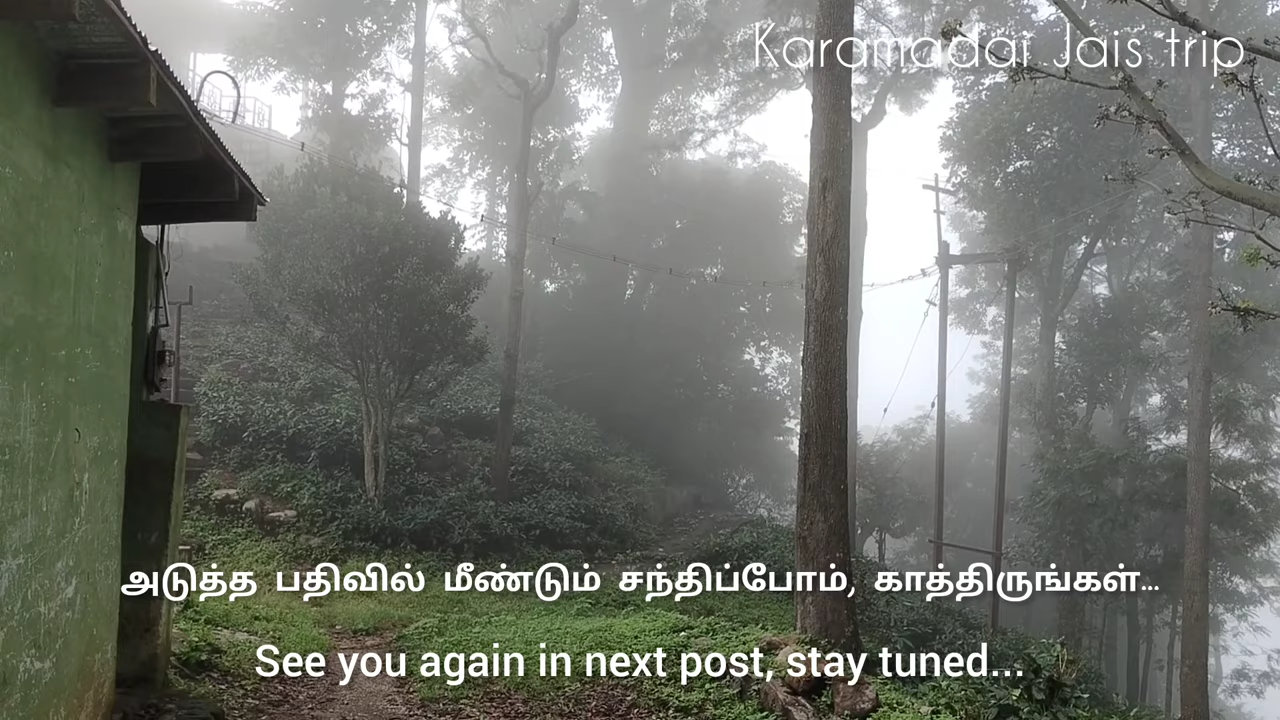 Karamadai Jais trip
அடுத்த பதிவில் மீண்டும் சந்திப்போம், காத்திருங்கள்...
See you again in next post, stay tuned...